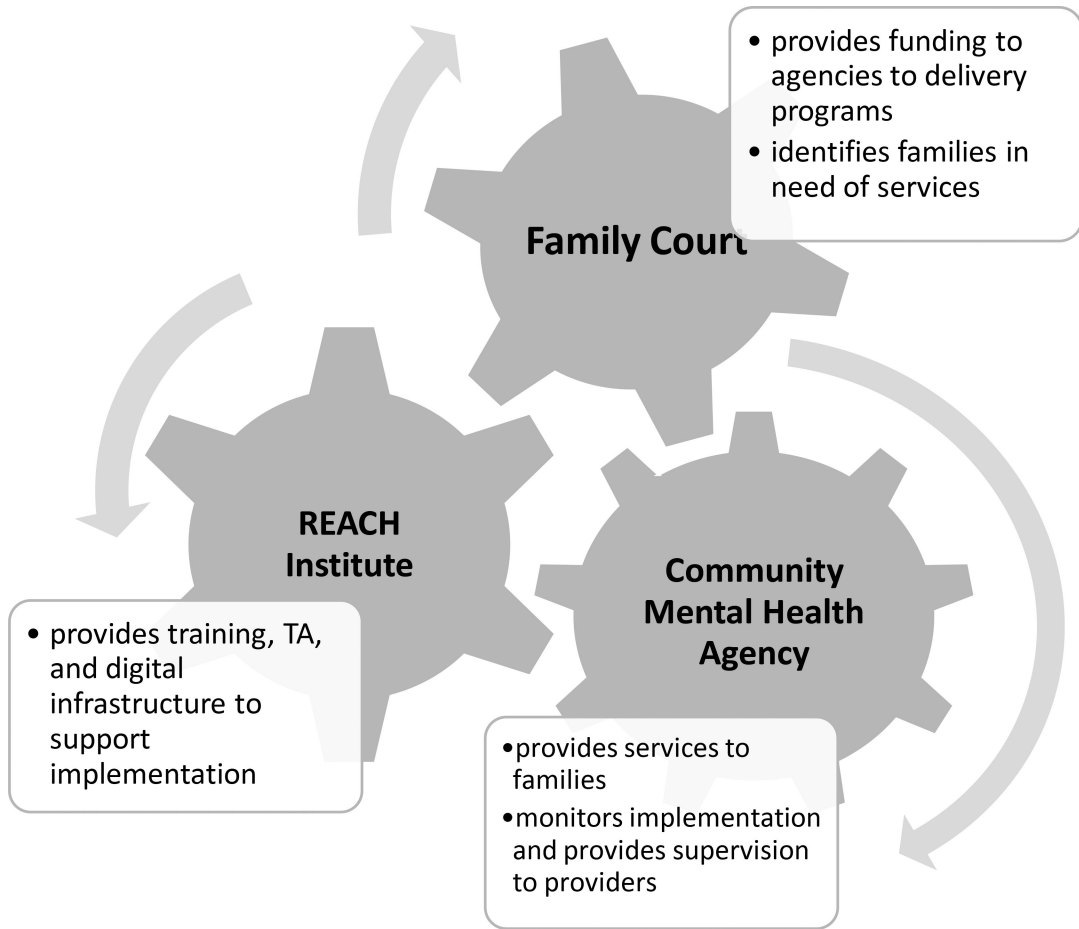 • provides funding to
agencies to delivery
programs
• identifies families in
need of services
Family Court
REACH
Institute
• provides training, TA,
and digital
infrastructure to
support
implementation
Community
Mental Health
Agency
•provides services to
families
•monitors implementation
and provides supervision
to providers